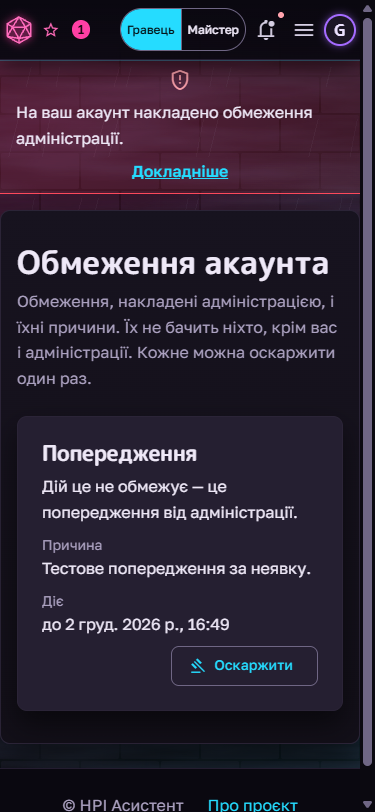 1
Гравець Майстер
G
На ваш акаунт накладено обмеження
адміністрації.
Докладніше
Обмеження акаунта
Обмеження, накладені адміністрацією, і
їхні причини. Їх не бачить ніхто, крім вас
і адміністрації. Кожне можна оскаржити
один раз.
Попередження
Дій це не обмежує — це
попередження від адміністрації.
Причина
Тестове попередження за неявку.
Діє
до 2 груд. 2026 р., 16:49
Оскаржити
© НРІ Асистент Про проєкт